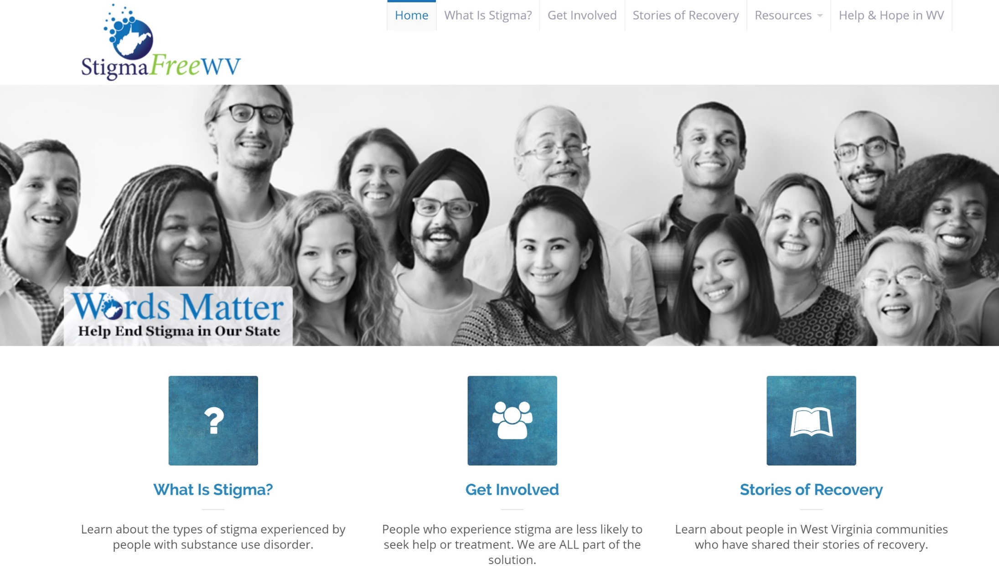 Home
What Is Stigma?
Get Involved
Stories of Recovery
Resources
Help & Hope in WV
StigmaFreeWV
Words Matter
Help End Stigma in Our State
What Is Stigma?
Learn about the types of stigma experienced by
people with substance use disorder.
Get Involved
People who experience stigma are less likely to
seek help or treatment. We are ALL part of the
solution.
Stories of Recovery
Learn about people in West Virginia communities
who have shared their stories of recovery.